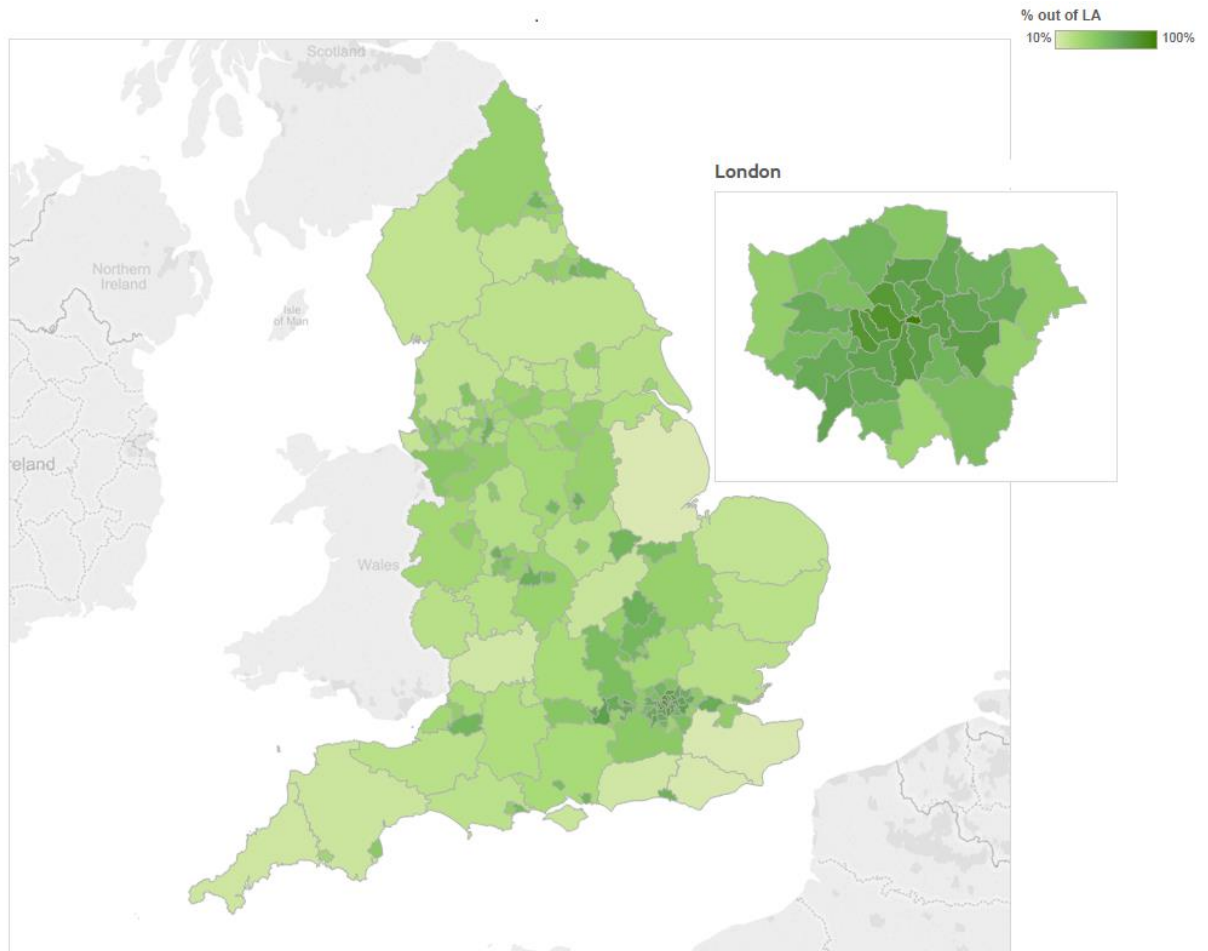 .
% out of LA
10% 100%
Scotland
London
Northern
Ireland
Isle
of Man
reland
Wales